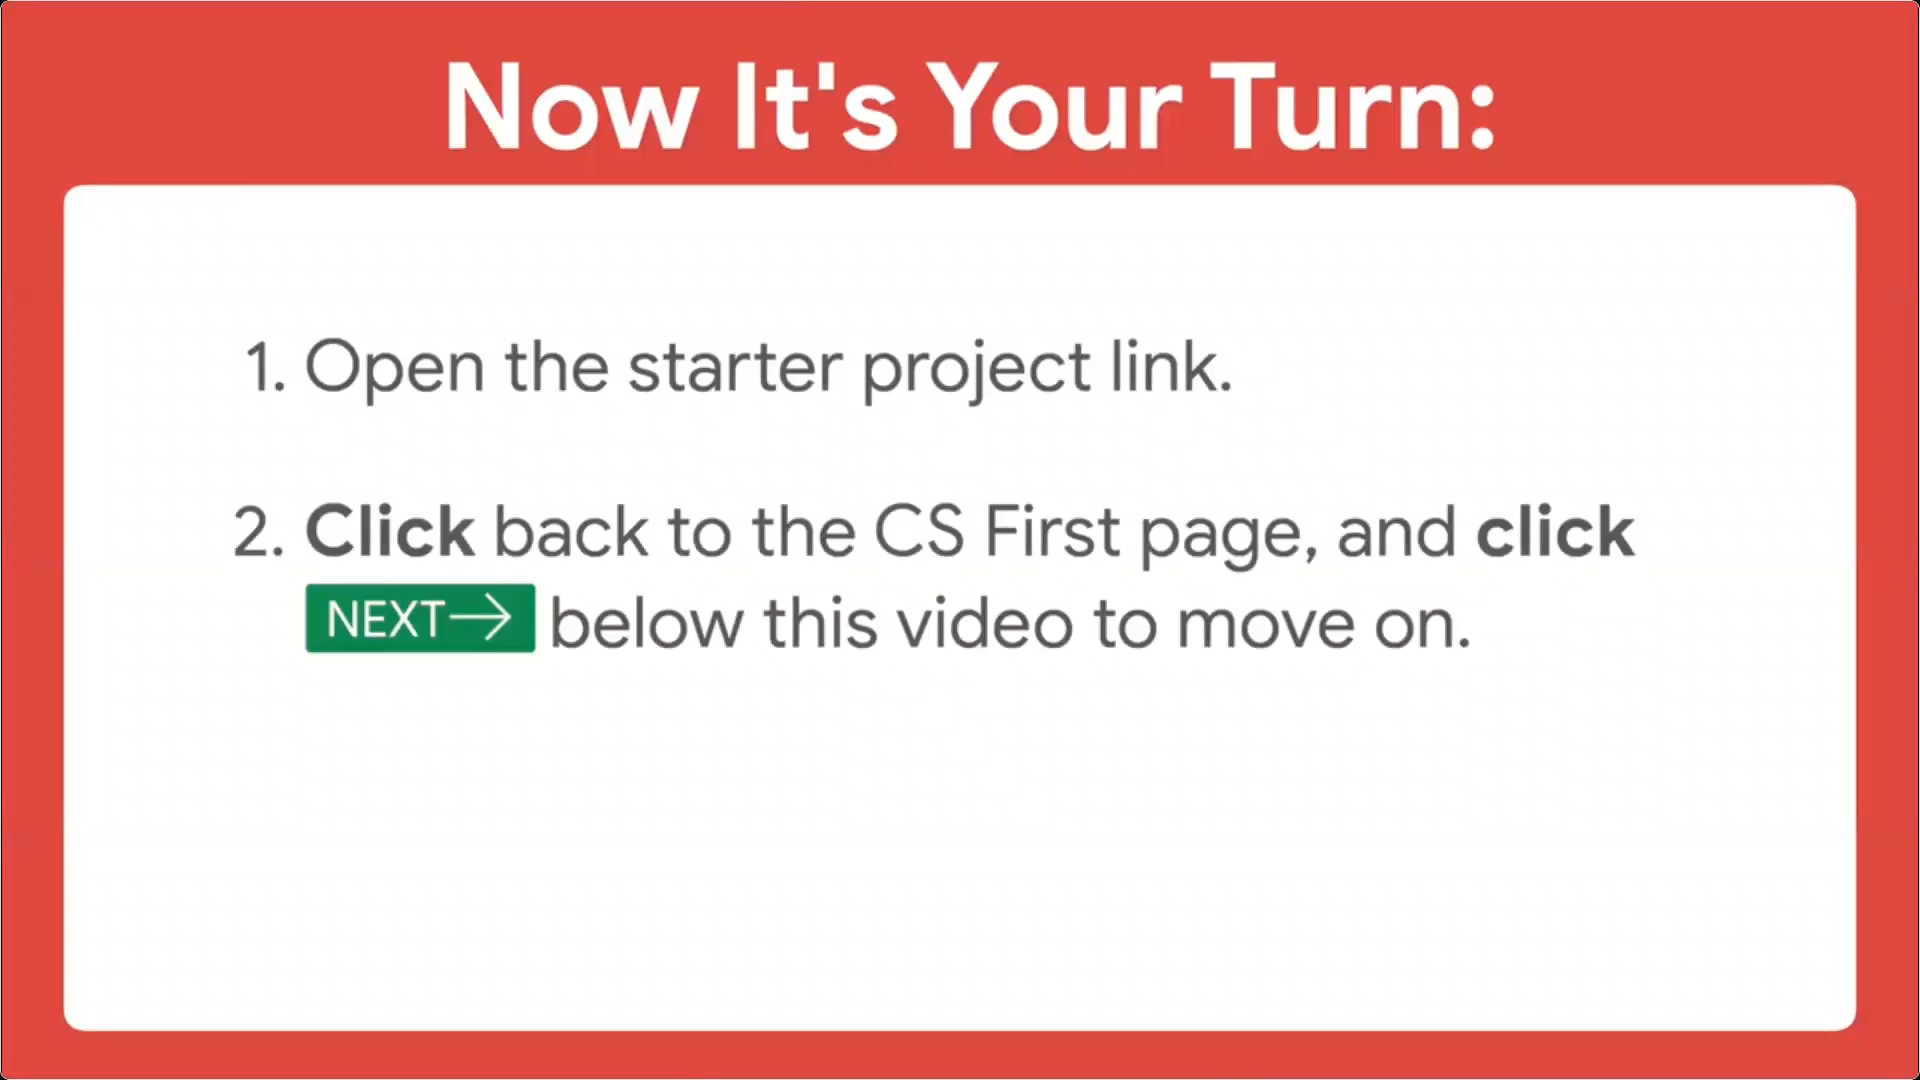 Now It's Your Turn:
1. Open the starter project link.
2. Click back to the CS First page, and click
NEXT→ below this video to move on.